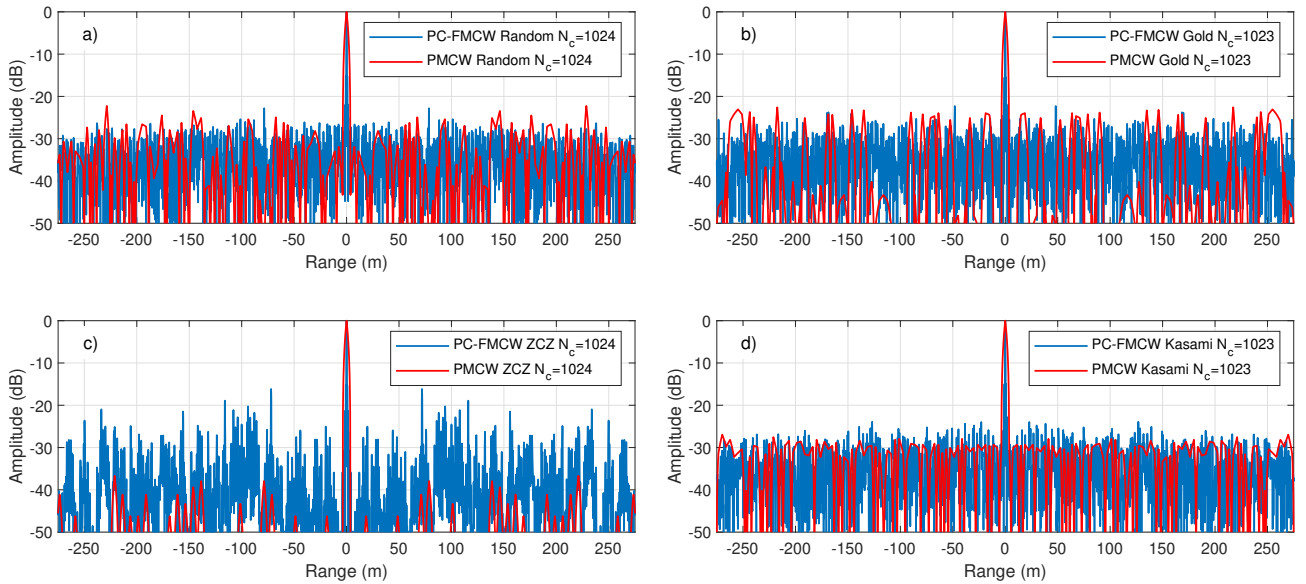 a)
PC-FMCW Random N_c=1024
PMCW Random N_c=1024
0
-10
-20
-30
-40
-50
Amplitude (dB)
-250 -200 -150 -100 -50 0 50 100 150 200 250
Range (m)
b)
PC-FMCW Gold N_c=1023
PMCW Gold N_c=1023
0
-10
-20
-30
-40
-50
Amplitude (dB)
-250 -200 -150 -100 -50 0 50 100 150 200 250
Range (m)
c)
PC-FMCW ZCZ N_c=1024
PMCW ZCZ N_c=1024
0
-10
-20
-30
-40
-50
Amplitude (dB)
-250 -200 -150 -100 -50 0 50 100 150 200 250
Range (m)
d)
PC-FMCW Kasami N_c=1023
PMCW Kasami N_c=1023
0
-10
-20
-30
-40
-50
Amplitude (dB)
-250 -200 -150 -100 -50 0 50 100 150 200 250
Range (m)